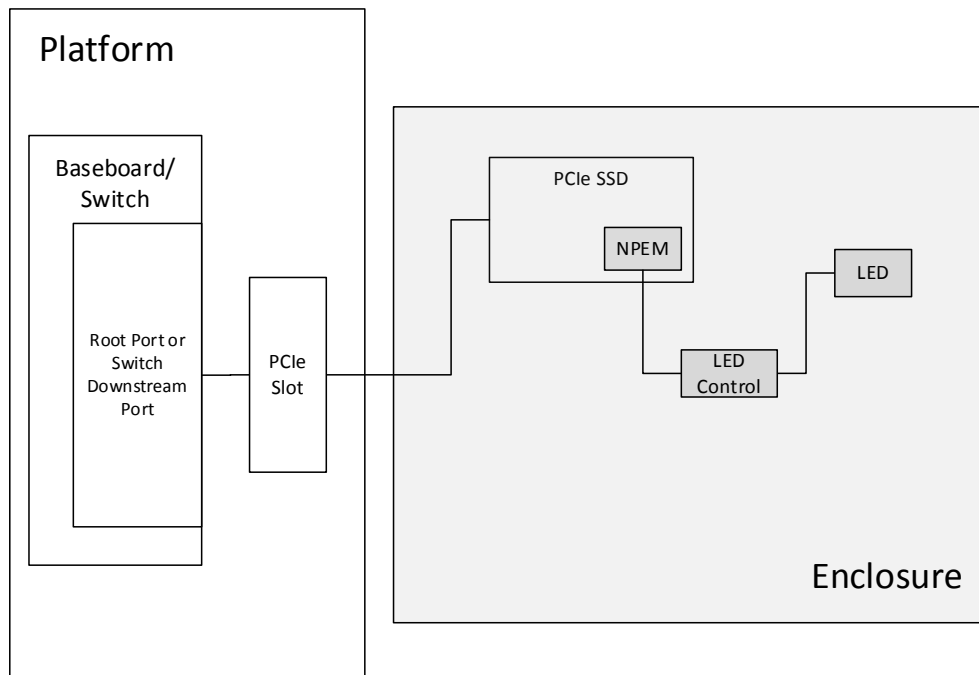 Platform
Baseboard/
Switch
Root Port or
Switch
Downstream
Port
PCIe
Slot
PCIe SSD
NPEM
LED
Control
LED
Enclosure